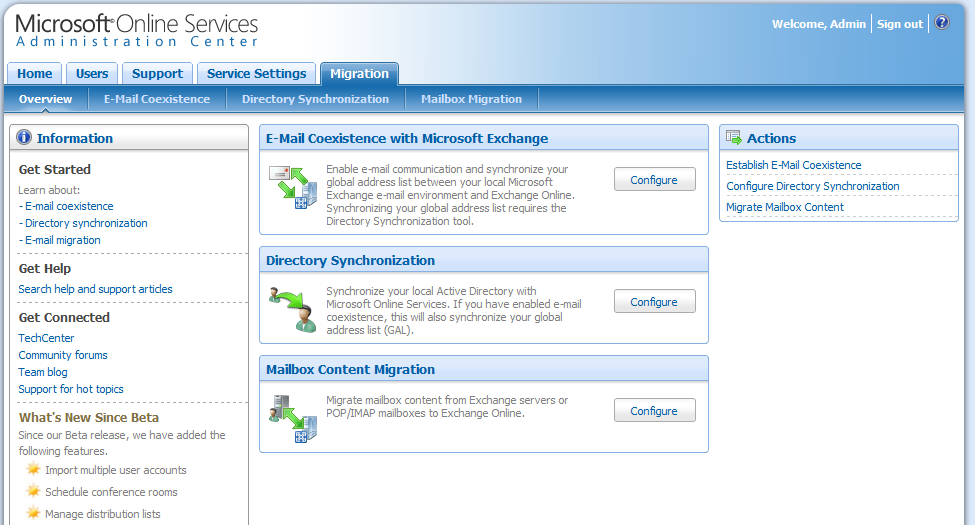 Microsoft® Online Services
Administration Center
Welcome, Admin
Sign out
Home
Users
Support
Service Settings
Migration
Overview
E-Mail Coexistence
Directory Synchronization
Mailbox Migration
Information
Get Started
Learn about:
- E-mail coexistence
- Directory synchronization
- E-mail migration
Get Help
Search help and support articles
Get Connected
TechCenter
Community forums
Team blog
Support for hot topics
What's New Since Beta
Since our Beta release, we have added the
following features.
Import multiple user accounts
Schedule conference rooms
Manage distribution lists
E-Mail Coexistence with Microsoft Exchange
Enable e-mail communication and synchronize your
global address list between your local Microsoft
Exchange e-mail environment and Exchange Online.
Synchronizing your global address list requires the
Directory Synchronization tool.
Configure
Directory Synchronization
Synchronize your local Active Directory with
Microsoft Online Services. If you have enabled e-mail
coexistence, this will also synchronize your global
address list (GAL).
Configure
Mailbox Content Migration
Migrate mailbox content from Exchange servers or
POP/IMAP mailboxes to Exchange Online.
Configure
Actions
Establish E-Mail Coexistence
Configure Directory Synchronization
Migrate Mailbox Content